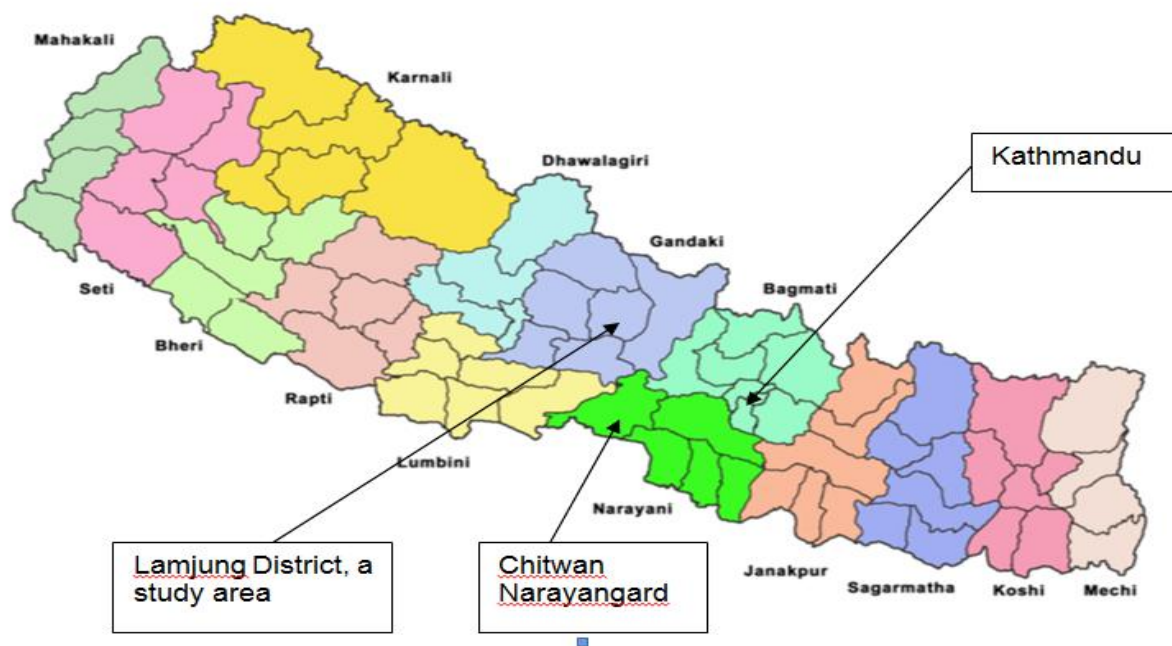 Mahakali
Karnali
Kathmandu
Dhawalagiri
Gandaki
Bagmati
Seti
Bheri
Rapti
Lumbini
Narayani
Lamjung District, a
study area
Chitwan
Narayangard
Janakpur
Sagarmatha
Koshi
Mechi